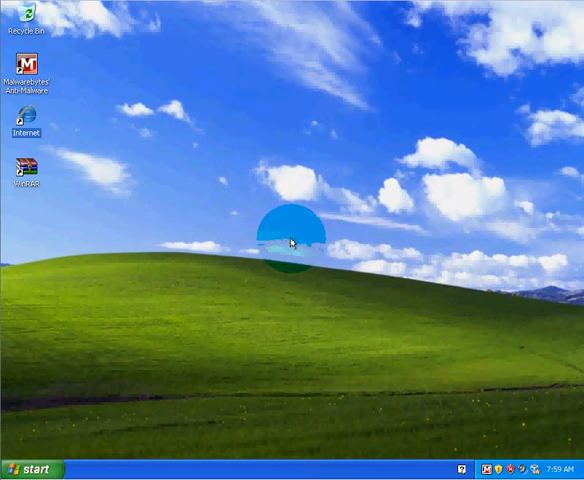 Recycle Bin
Malwarebytes'
Anti-Malware
Internet
WinRAR
start
7:59 AM